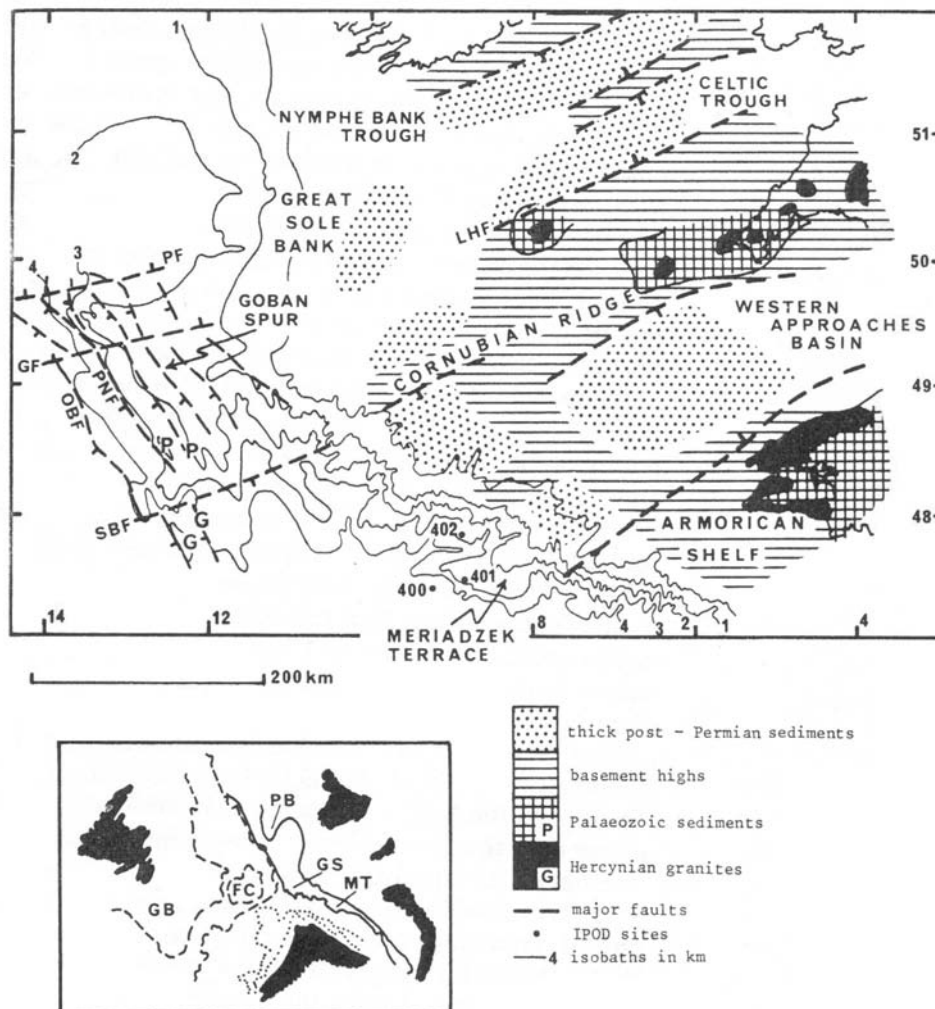 1
2
3
4
NYMPHE BANK
TROUGH
CELTIC
TROUGH
51
GREAT
SOLE
BANK
LHF
PF
50
GOBAN
SPUR
CORNUBIAN RIDGE
WESTERN
APPROACHES
BASIN
GF
PNF
OBF
49
P
P
SBF
G
G
48
402
401
400
ARMORICAN
SHELF
MERIADZEK
TERRACE
14
12
8
4
3
2
1
4
200 km
PB
GS
MT
FC
GB
thick post - Permian sediments
basement highs
P Palaeozoic sediments
G Hercynian granites
major faults
IPOD sites
4 isobaths in km